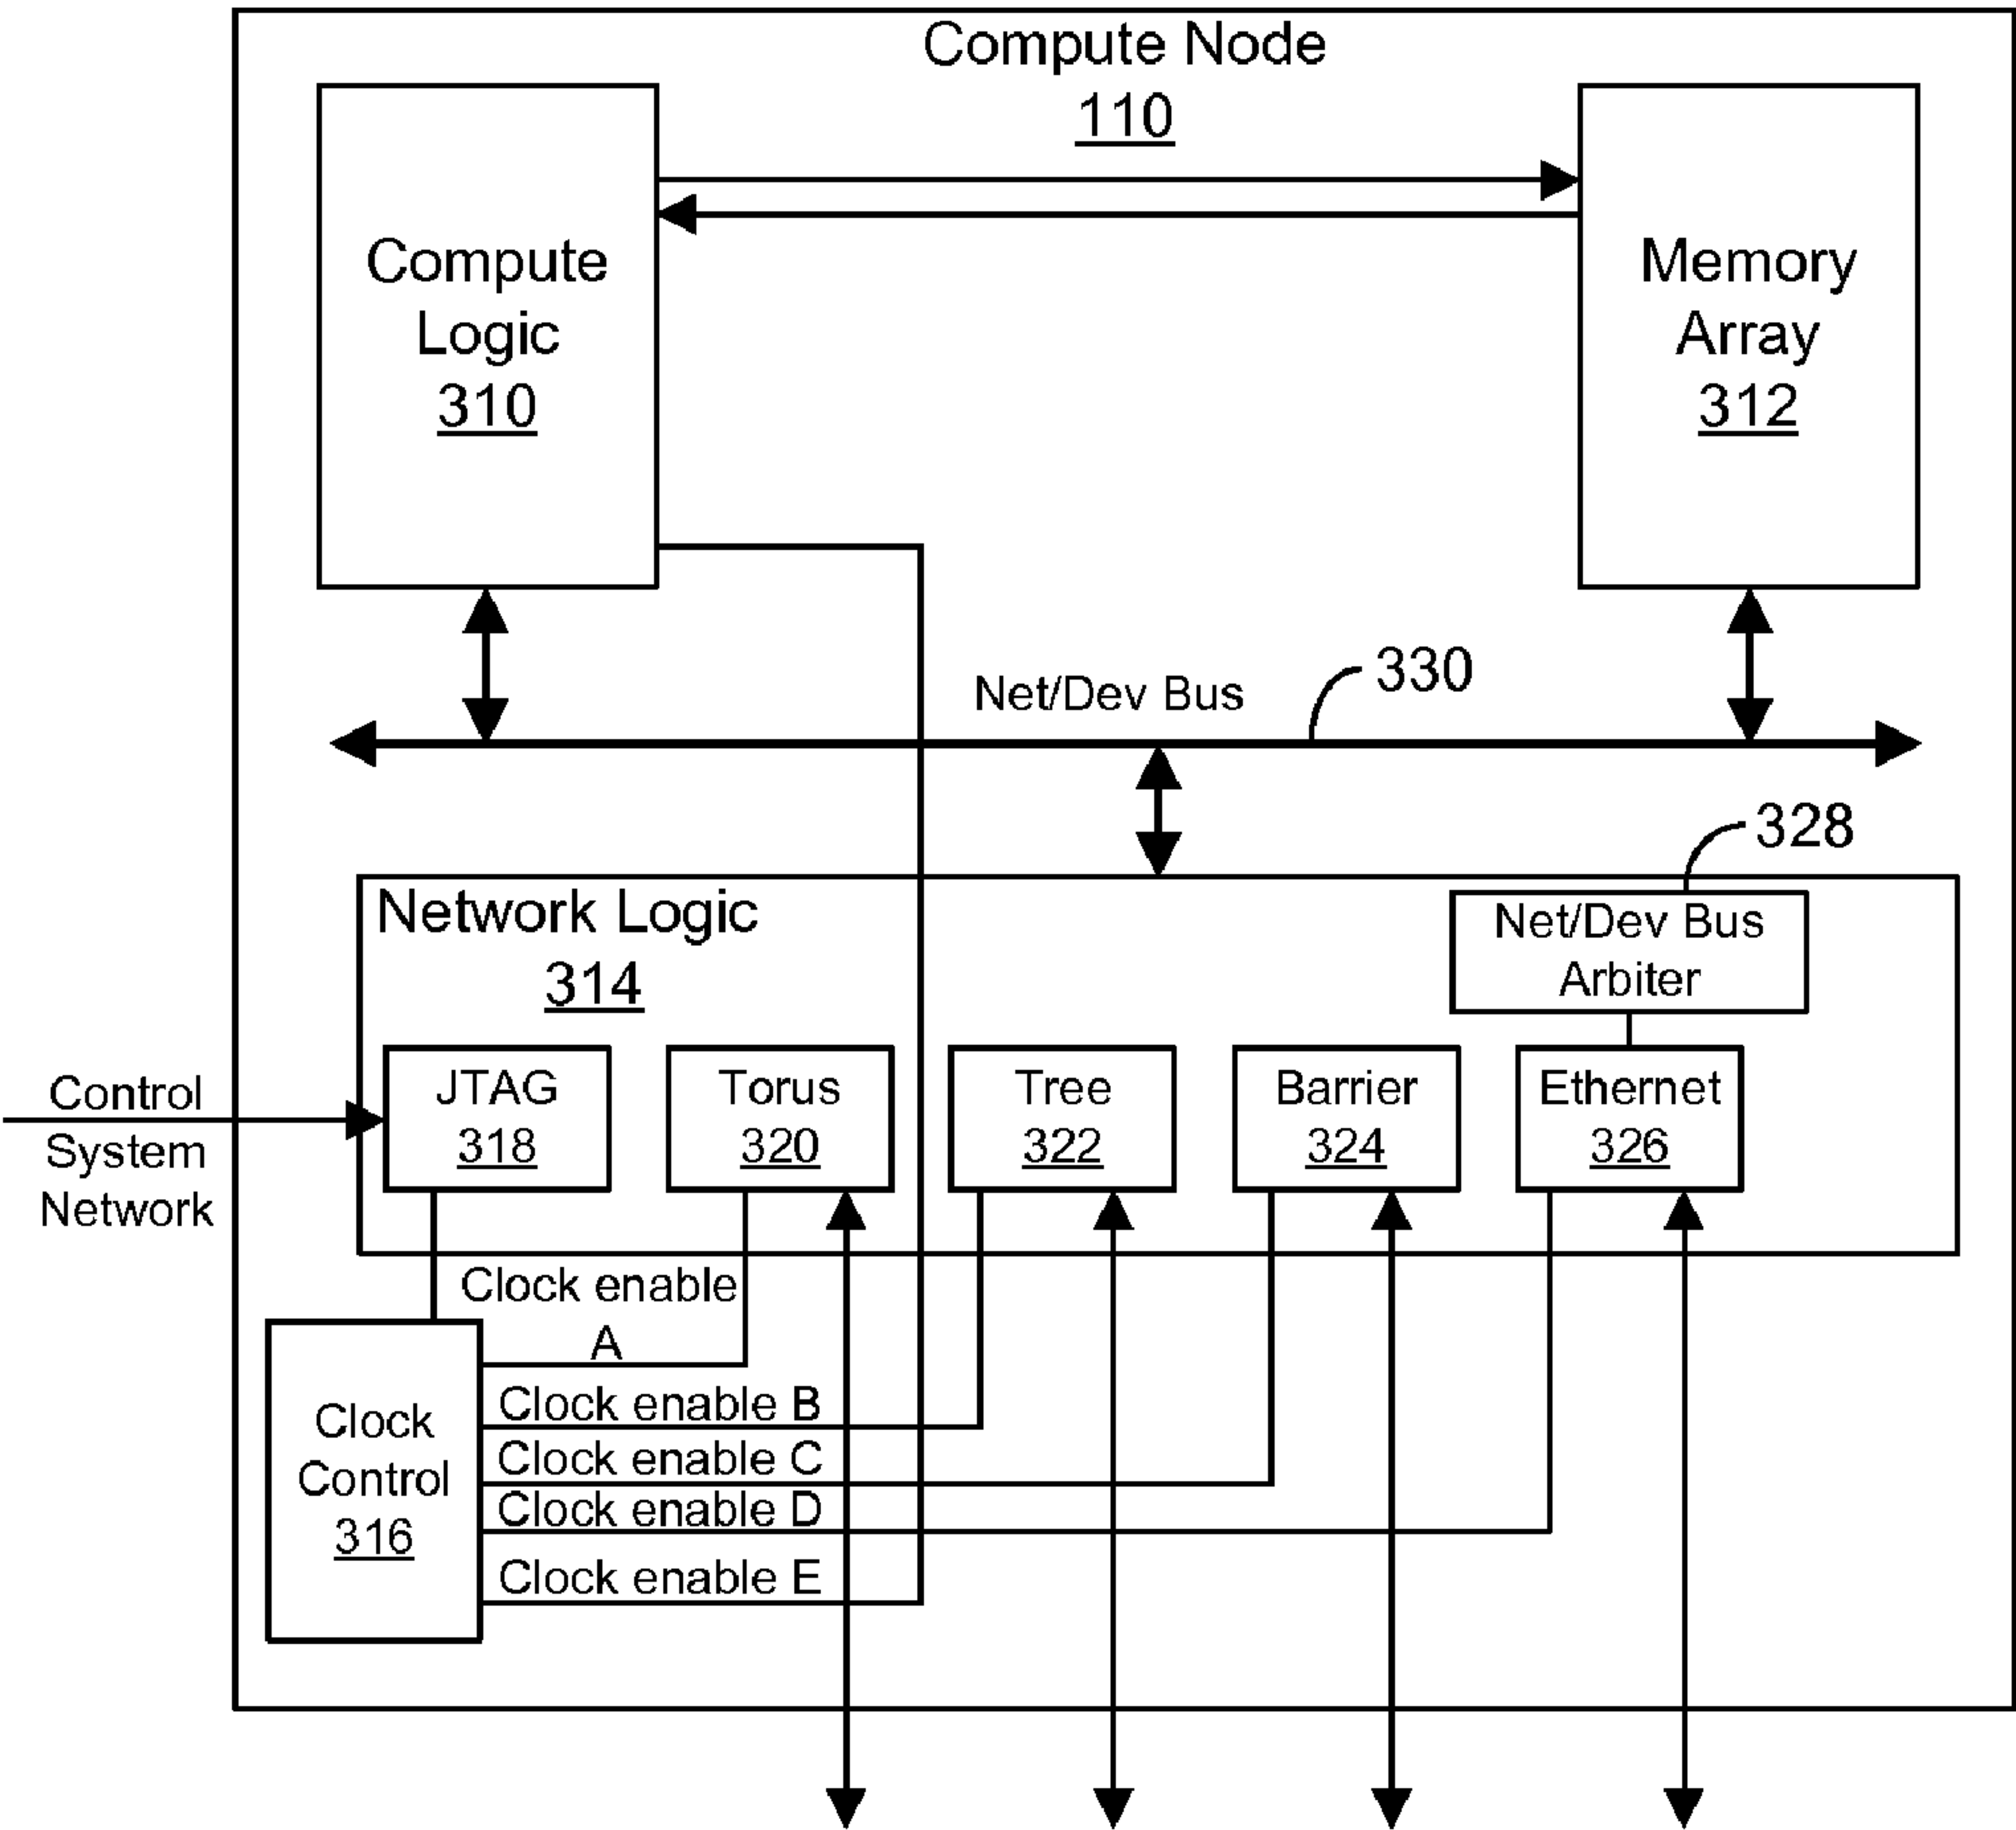 Compute Node
110
Compute
Logic
310
Memory
Array
312
Net/Dev Bus
330
328
Network Logic
314
Net/Dev Bus
Arbiter
Control
System
Network
JTAG
318
Torus
320
Tree
322
Barrier
324
Ethernet
326
Clock enable
A
Clock enable B
Clock enable C
Clock enable D
Clock enable E
Clock
Control
316